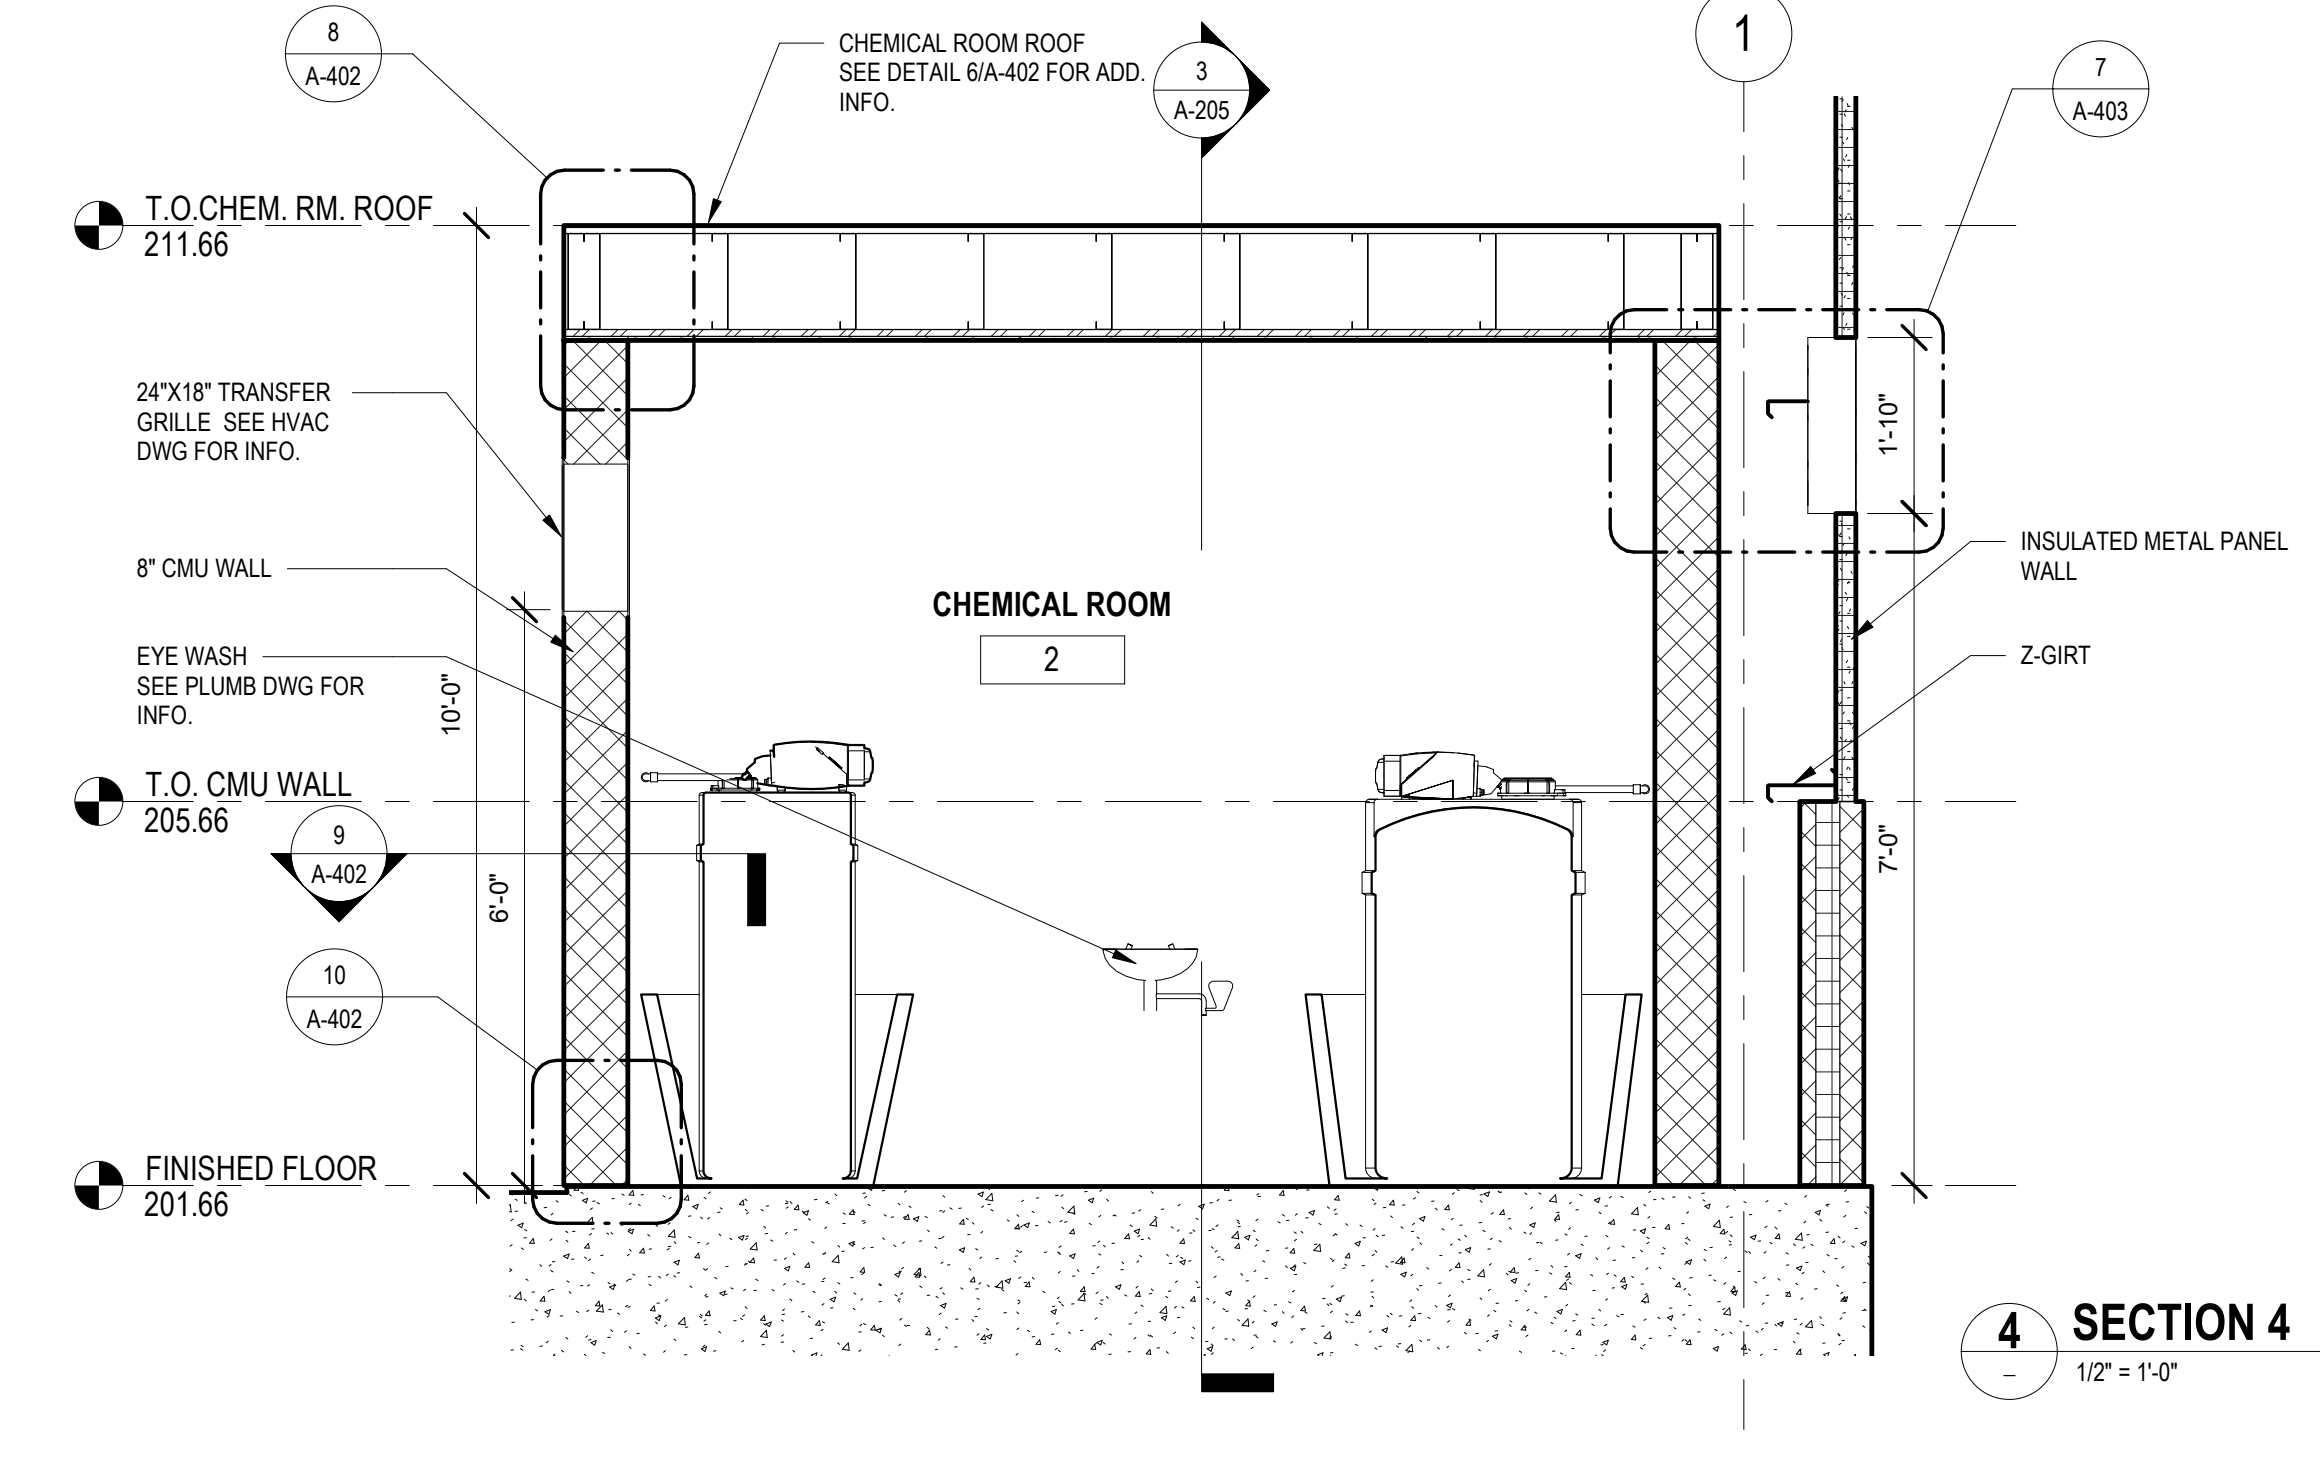 8
A-402
CHEMICAL ROOM ROOF
SEE DETAIL 6/A-402 FOR ADD.
INFO.
3
A-205
1
7
A-403
T.O.CHEM. RM. ROOF
211.66
24"X18" TRANSFER
GRILLE SEE HVAC
DWG FOR INFO.
1'-10"
8" CMU WALL
INSULATED METAL PANEL
WALL
CHEMICAL ROOM
2
EYE WASH
SEE PLUMB DWG FOR
INFO.
Z-GIRT
10'-0"
T.O. CMU WALL
205.66
9
A-402
6'-0"
7'-0"
10
A-402
FINISHED FLOOR
201.66
4
–
SECTION 4
1/2" = 1'-0"